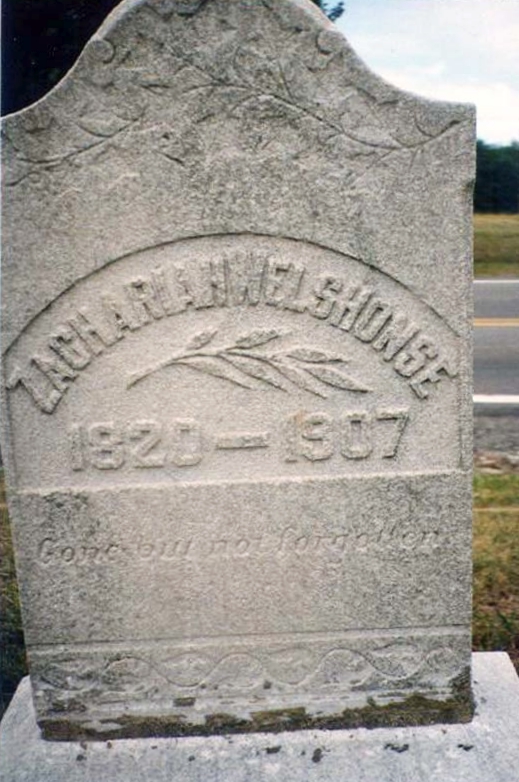 ZACHARIAH WELSHONSE
1820 — 1907
Gone but not forgotten.